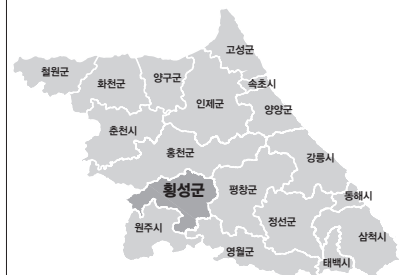 고성군
철원군
양구군
화천군
속초시
인제군
양양군
춘천시
홍천군
강릉시
횡성군
평창군
동해시
정선군
원주시
삼척시
영월군
태백시